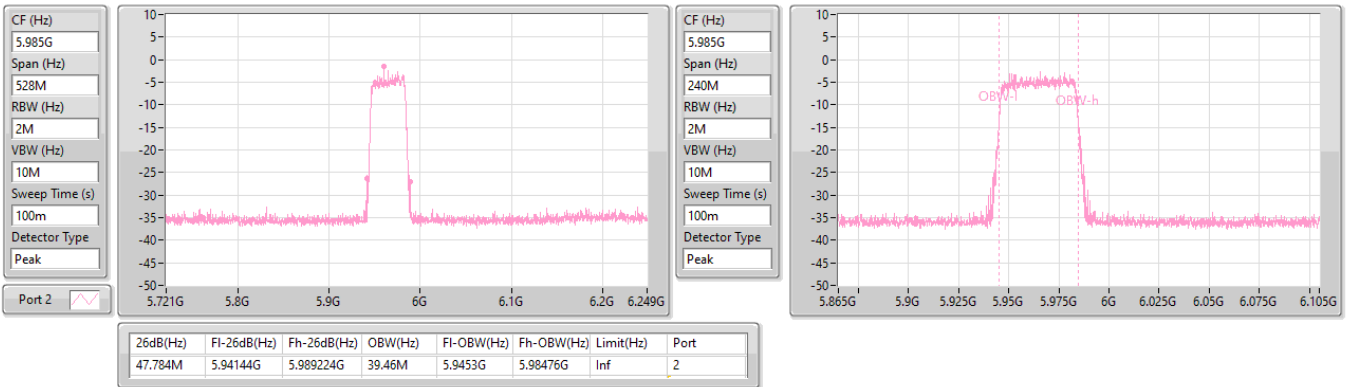 CF (Hz)
5.985G
Span (Hz)
528M
RBW (Hz)
2M
VBW (Hz)
10M
Sweep Time (s)
100m
Detector Type
Peak
Port 2
10
5
0
-5
-10
-15
-20
-25
-30
-35
-40
-45
-50
5.721G 5.8G 5.9G 6G 6.1G 6.2G 6.249G
CF (Hz)
5.985G
Span (Hz)
240M
RBW (Hz)
2M
VBW (Hz)
10M
Sweep Time (s)
100m
Detector Type
Peak
10
5
0
-5
-10
-15
-20
-25
-30
-35
-40
-45
-50
OBW-l
OBW-h
5.865G 5.9G 5.925G 5.95G 5.975G 6G 6.025G 6.05G 6.075G 6.105G
26dB(Hz) Fl-26dB(Hz) Fh-26dB(Hz) OBW(Hz) Fl-OBW(Hz) Fh-OBW(Hz) Limit(Hz) Port
47.784M 5.94144G 5.989224G 39.46M 5.9453G 5.98476G Inf 2